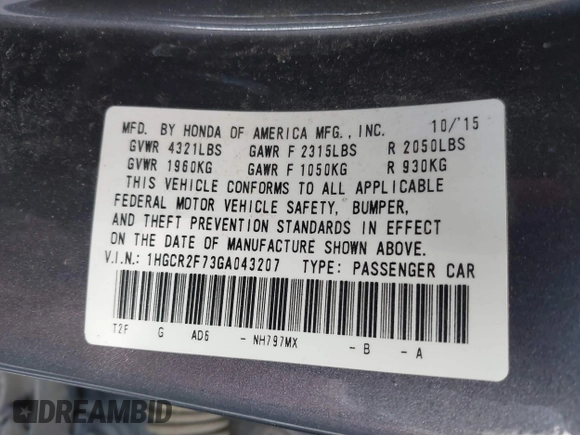 MFD. BY HONDA OF AMERICA MFG., INC. 10/'15
GVWR 4321LBS GAWR F 2315LBS R 2050LBS
GVWR 1960KG GAWR F 1050KG R 930KG
THIS VEHICLE CONFORMS TO ALL APPLICABLE
FEDERAL MOTOR VEHICLE SAFETY, BUMPER,
AND THEFT PREVENTION STANDARDS IN EFFECT
ON THE DATE OF MANUFACTURE SHOWN ABOVE.
V.I.N.: 1HGCR2F73GA043207 TYPE: PASSENGER CAR
T2F G AD6 - NH797MX - B - A
DREAMBID